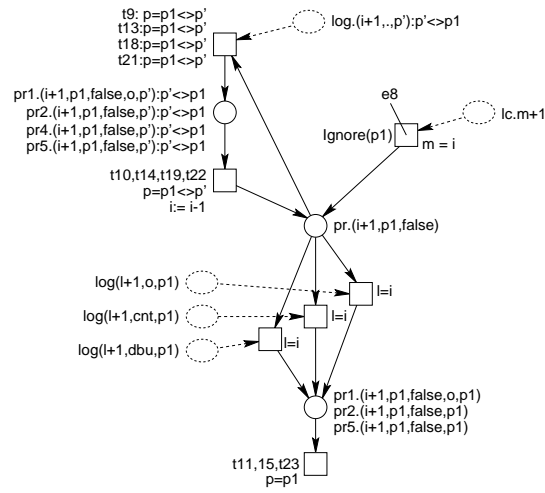 t9: p=p1<>p'
t13:p=p1<>p'
t18:p=p1<>p'
t21:p=p1<>p'
log.(i+1,.,p'):p'<>p1
pr1.(i+1,p1,false,o,p'):p'<>p1
pr2.(i+1,p1,false,p'):p'<>p1
pr4.(i+1,p1,false,p'):p'<>p1
pr5.(i+1,p1,false,p'):p'<>p1
e8
lc.m+1
Ignore(p1)
m = i
t10,t14,t19,t22
p=p1<>p'
i:= i-1
pr.(i+1,p1,false)
log(l+1,o,p1)
l=i
log(l+1,cnt,p1)
l=i
log(l+1,dbu,p1)
l=i
pr1.(i+1,p1,false,o,p1)
pr2.(i+1,p1,false,p1)
pr5.(i+1,p1,false,p1)
t11,15,t23
p=p1